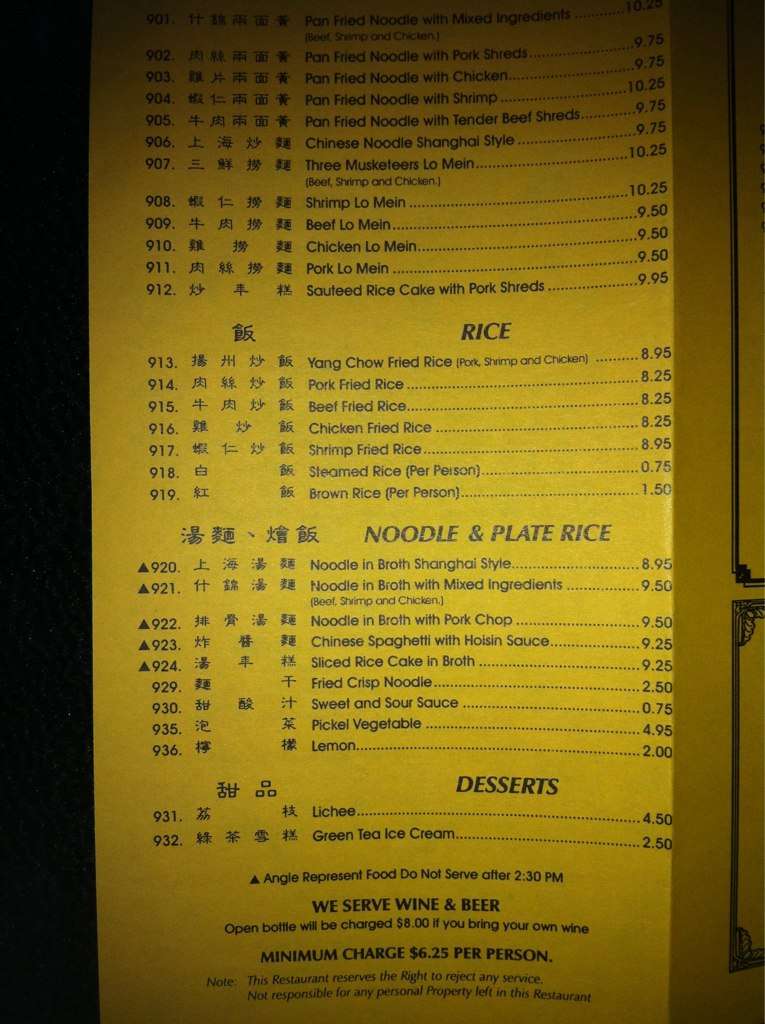 901. 什錦兩面黃 Pan Fried Noodle with Mixed Ingredients 10.25
(Beef, Shrimp and Chicken.)
902. 肉絲兩面黃 Pan Fried Noodle with Pork Shreds 9.75
903. 雞片兩面黃 Pan Fried Noodle with Chicken 9.75
904. 蝦仁兩面黃 Pan Fried Noodle with Shrimp 10.25
905. 牛肉兩面黃 Pan Fried Noodle with Tender Beef Shreds 9.75
906. 上海炒麵 Chinese Noodle Shanghai Style 9.75
907. 三鮮撈麵 Three Musketeers Lo Mein 10.25
(Beef, Shrimp and Chicken.)
908. 蝦仁撈麵 Shrimp Lo Mein 10.25
909. 牛肉撈麵 Beef Lo Mein 9.50
910. 雞撈麵 Chicken Lo Mein 9.50
911. 肉絲撈麵 Pork Lo Mein 9.50
912. 炒年糕 Sauteed Rice Cake with Pork Shreds 9.95
飯 RICE
913. 揚州炒飯 Yang Chow Fried Rice (Pork, Shrimp and Chicken) 8.95
914. 肉絲炒飯 Pork Fried Rice 8.25
915. 牛肉炒飯 Beef Fried Rice 8.25
916. 雞炒飯 Chicken Fried Rice 8.25
917. 蝦仁炒飯 Shrimp Fried Rice 8.95
918. 白飯 Steamed Rice (Per Person) 0.75
919. 紅飯 Brown Rice (Per Person) 1.50
湯麵、燴飯 NOODLE & PLATE RICE
▲920. 上海湯麵 Noodle in Broth Shanghai Style 8.95
▲921. 什錦湯麵 Noodle in Broth with Mixed Ingredients 9.50
(Beef, Shrimp and Chicken.)
▲922. 排骨湯麵 Noodle in Broth with Pork Chop 9.50
▲923. 炸醬麵 Chinese Spaghetti with Hoisin Sauce 9.25
▲924. 湯年糕 Sliced Rice Cake in Broth 9.25
929. 麵干 Fried Crisp Noodle 2.50
930. 甜酸汁 Sweet and Sour Sauce 0.75
935. 泡菜 Pickel Vegetable 4.95
936. 檸檬 Lemon 2.00
甜品 DESSERTS
931. 荔枝 Lichee 4.50
932. 綠茶雪糕 Green Tea Ice Cream 2.50
▲ Angle Represent Food Do Not Serve after 2:30 PM
WE SERVE WINE & BEER
Open bottle will be charged $8.00 if you bring your own wine
MINIMUM CHARGE $6.25 PER PERSON.
Note: This Restaurant reserves the Right to reject any service.
Not responsible for any personal Property left in this Restaurant